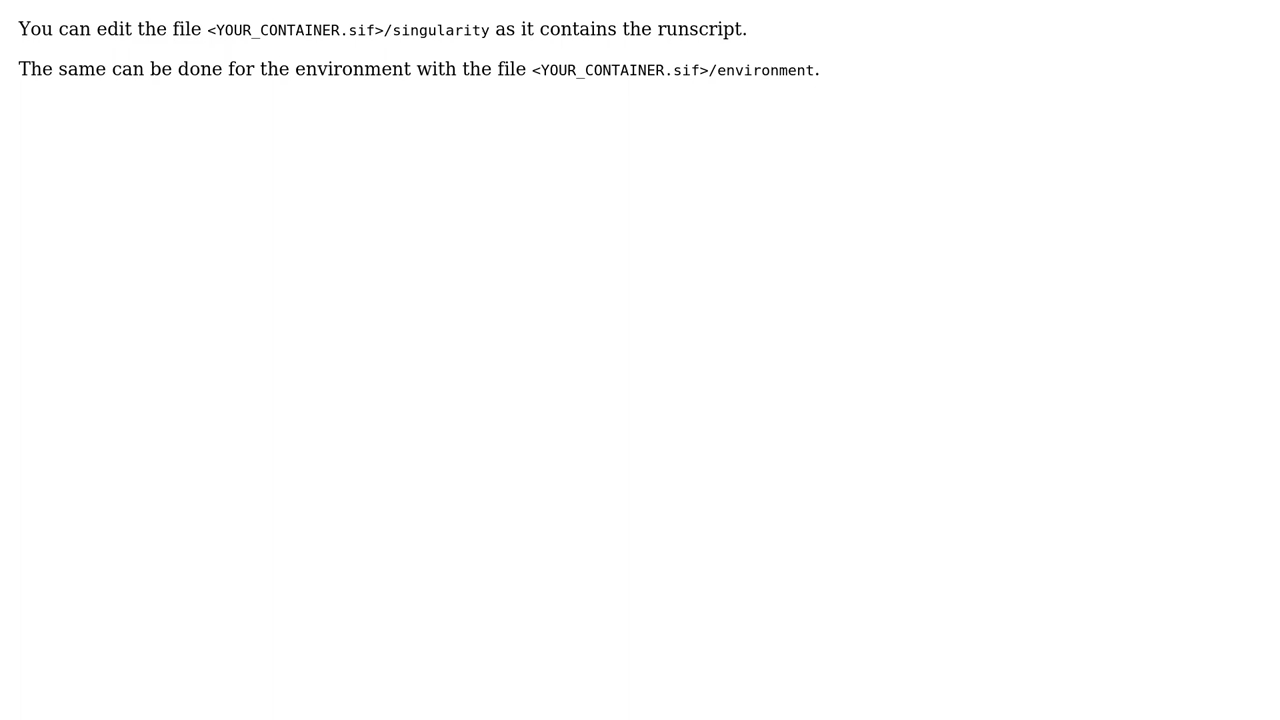 You can edit the file <YOUR_CONTAINER.sif>/singularity as it contains the runscript.
The same can be done for the environment with the file <YOUR_CONTAINER.sif>/environment.